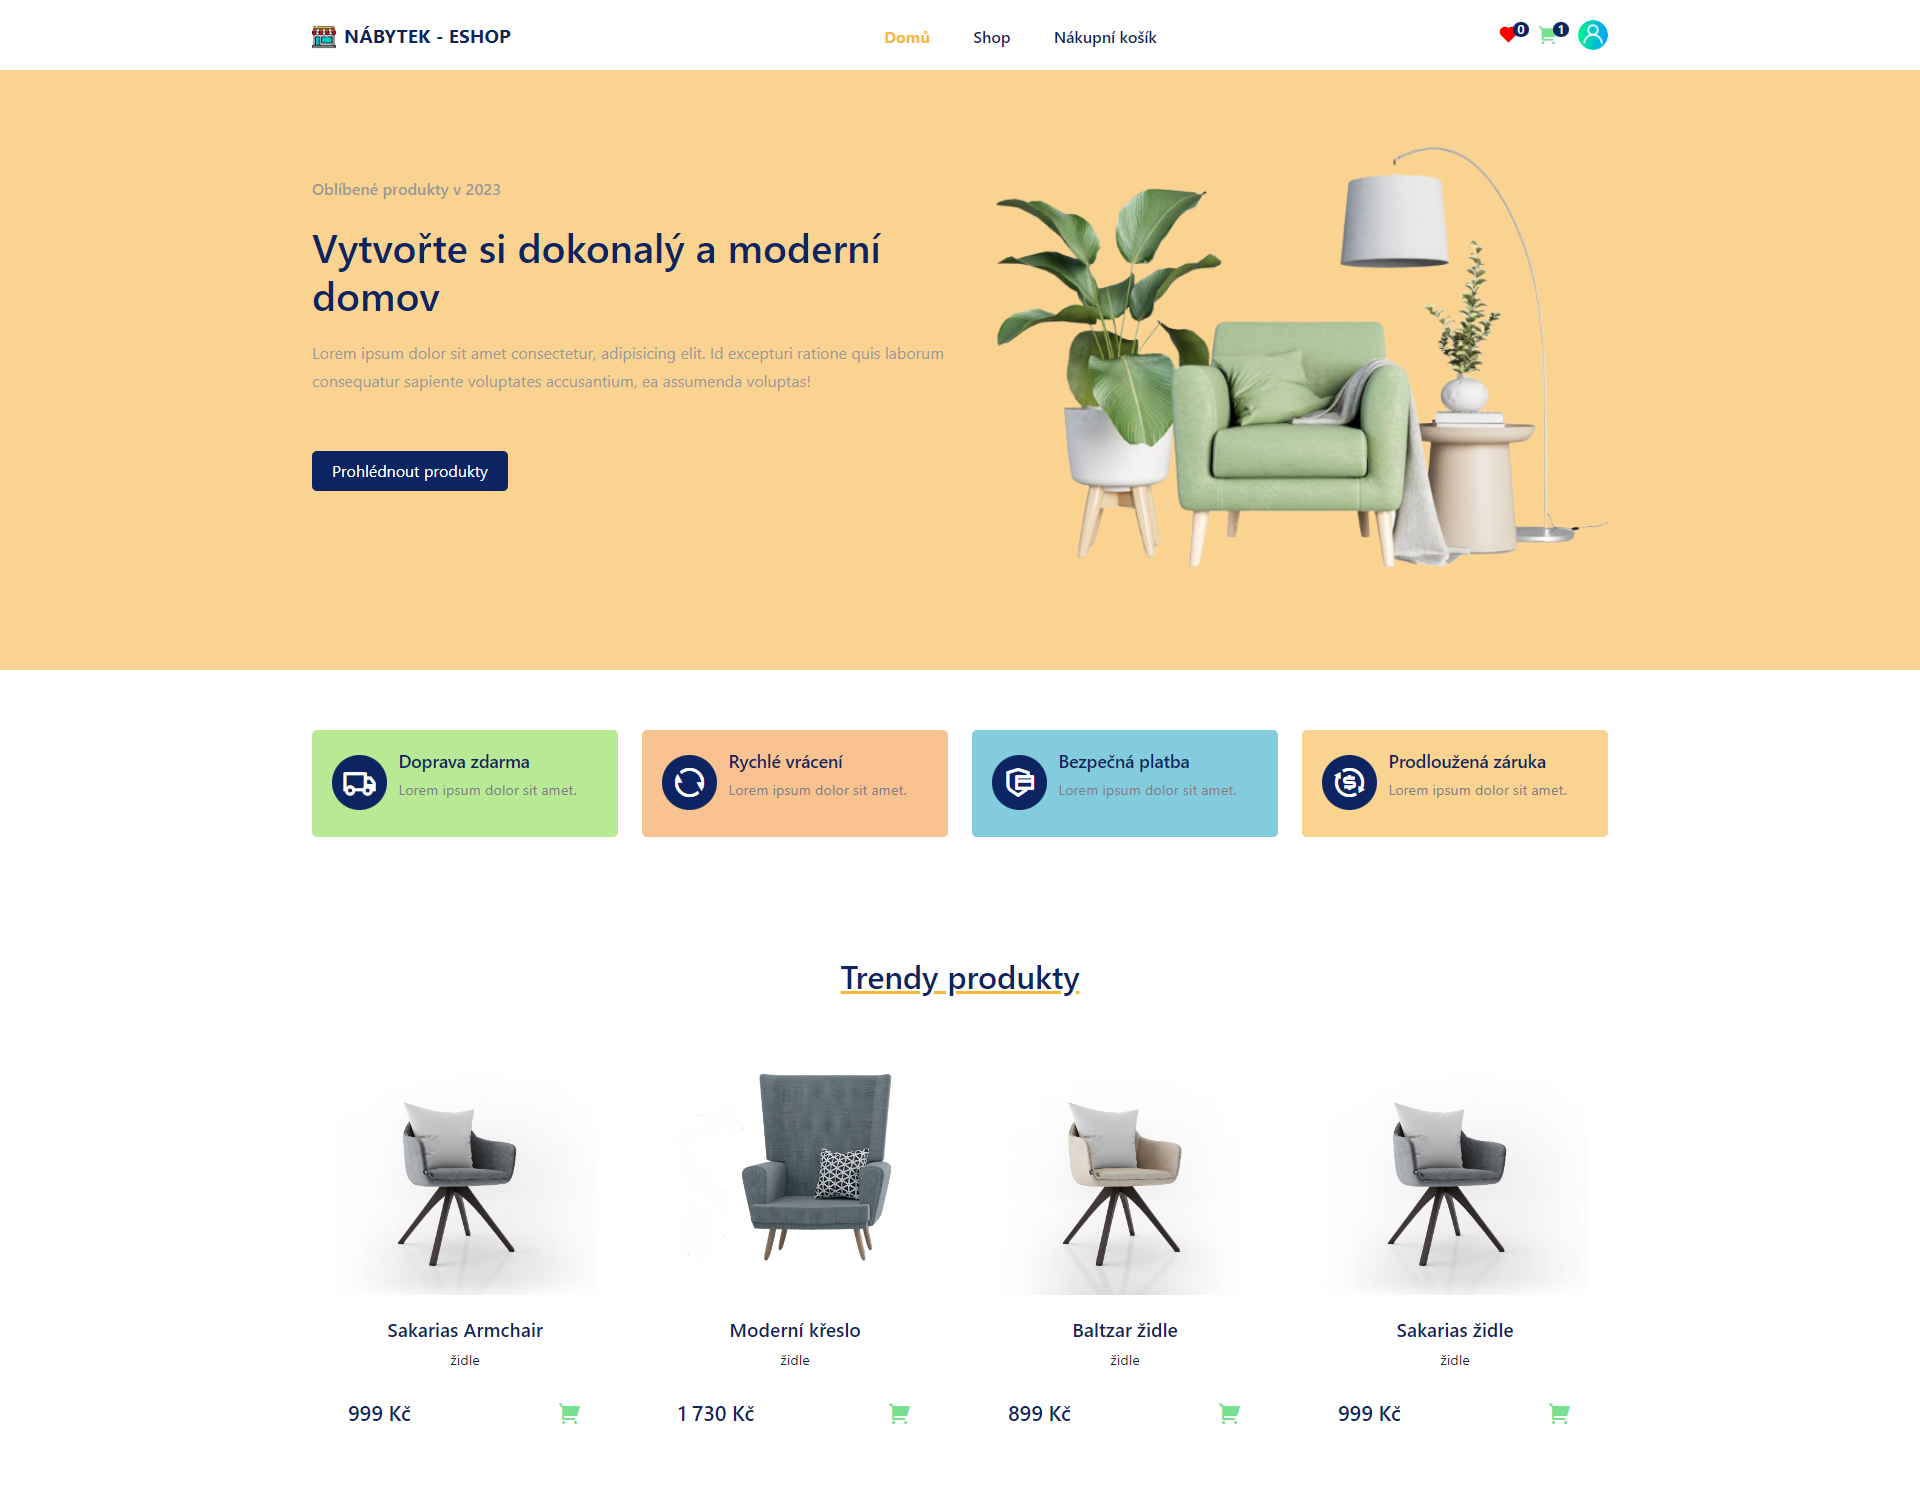 NÁBYTEK - ESHOP
Domů
Shop
Nákupní košík
0
1
Oblíbené produkty v 2023
Vytvořte si dokonalý a moderní
domov
Lorem ipsum dolor sit amet consectetur, adipisicing elit. Id excepturi ratione quis laborum
consequatur sapiente voluptates accusantium, ea assumenda voluptas!
Prohlédnout produkty
Doprava zdarma
Lorem ipsum dolor sit amet.
Rychlé vrácení
Lorem ipsum dolor sit amet.
Bezpečná platba
Lorem ipsum dolor sit amet.
Prodloužená záruka
Lorem ipsum dolor sit amet.
Trendy produkty
Sakarias Armchair
židle
999 Kč
Moderní křeslo
židle
1 730 Kč
Baltzar židle
židle
899 Kč
Sakarias židle
židle
999 Kč